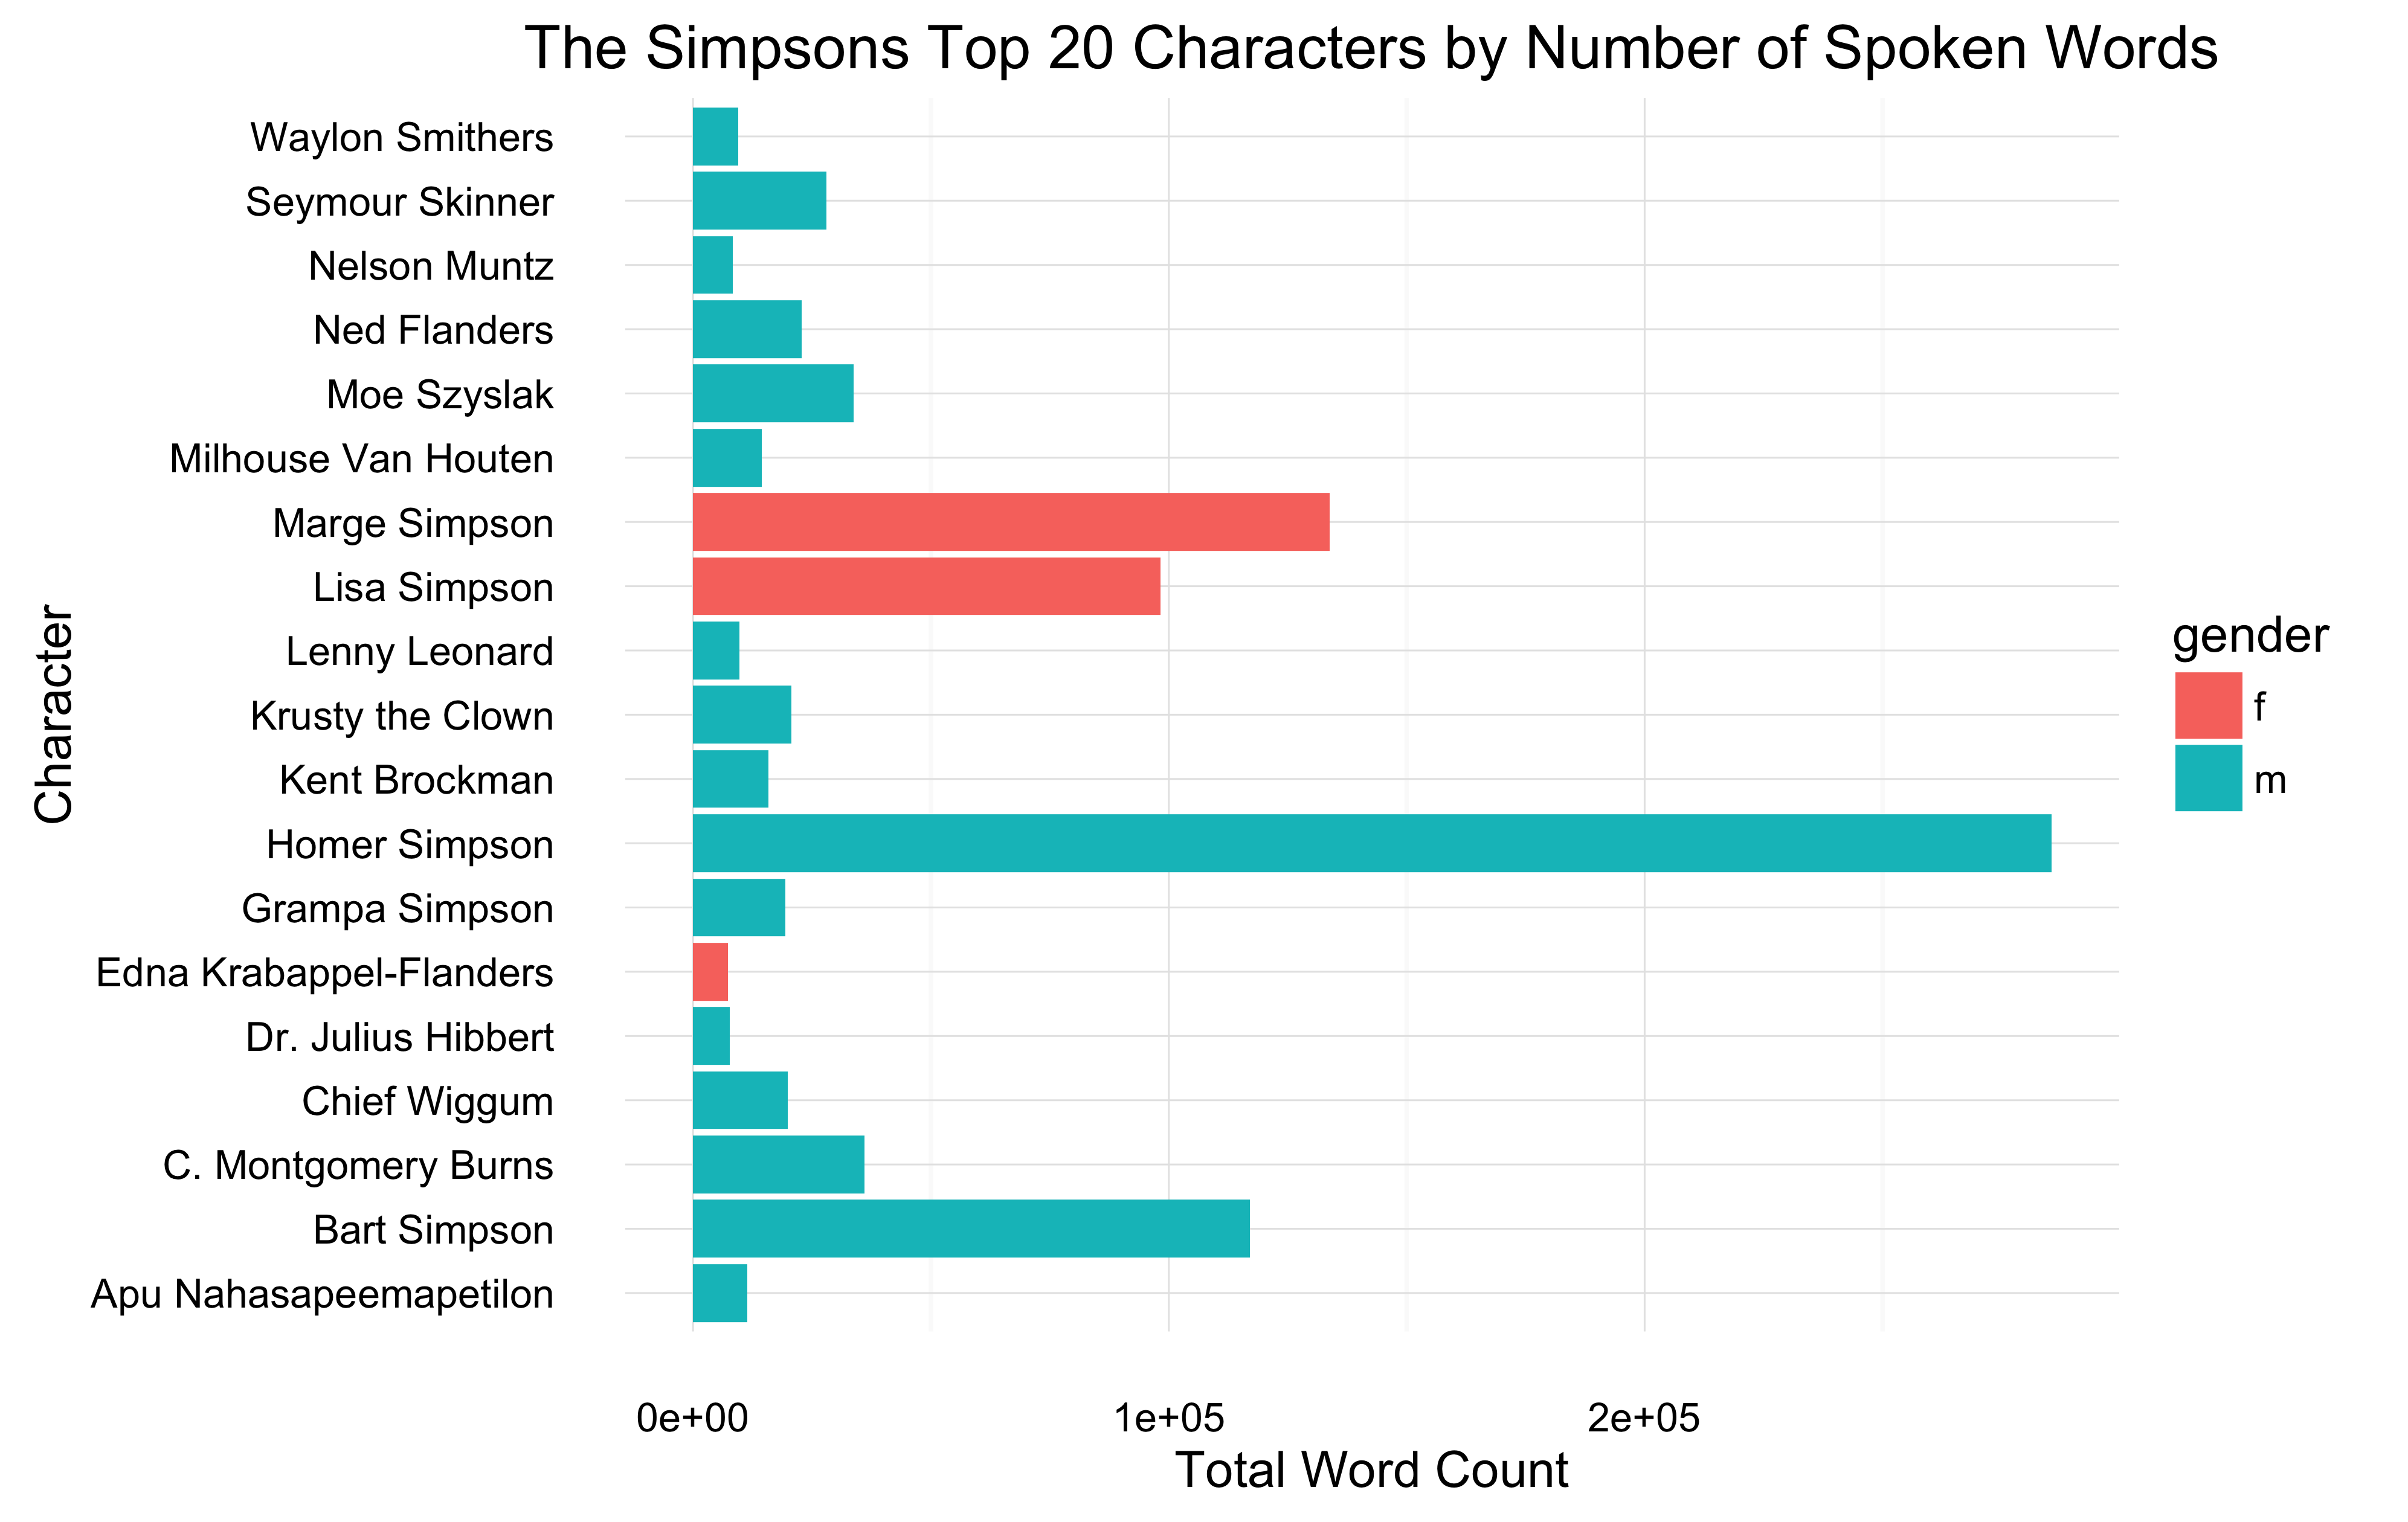 The Simpsons Top 20 Characters by Number of Spoken Words
Waylon Smithers
Seymour Skinner
Nelson Muntz
Ned Flanders
Moe Szyslak
Milhouse Van Houten
Marge Simpson
Lisa Simpson
Lenny Leonard
Krusty the Clown
Kent Brockman
Homer Simpson
Grampa Simpson
Edna Krabappel-Flanders
Dr. Julius Hibbert
Chief Wiggum
C. Montgomery Burns
Bart Simpson
Apu Nahasapeemapetilon
Character
0e+00 1e+05 2e+05
Total Word Count
gender
f
m